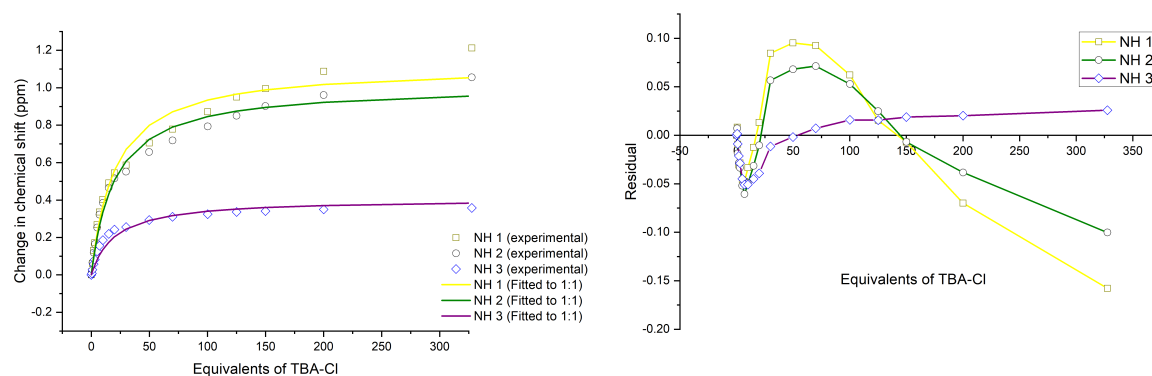 1.2
1.0
0.8
0.6
0.4
0.2
0.0
-0.2
Change in chemical shift (ppm)
0 50 100 150 200 250 300
Equivalents of TBA-Cl
NH 1 (experimental)
NH 2 (experimental)
NH 3 (experimental)
NH 1 (Fitted to 1:1)
NH 2 (Fitted to 1:1)
NH 3 (Fitted to 1:1)
0.10
0.05
0.00
-0.05
-0.10
-0.15
-0.20
Residual
-50 0 50 100 150 200 250 300 350
Equivalents of TBA-Cl
NH 1
NH 2
NH 3